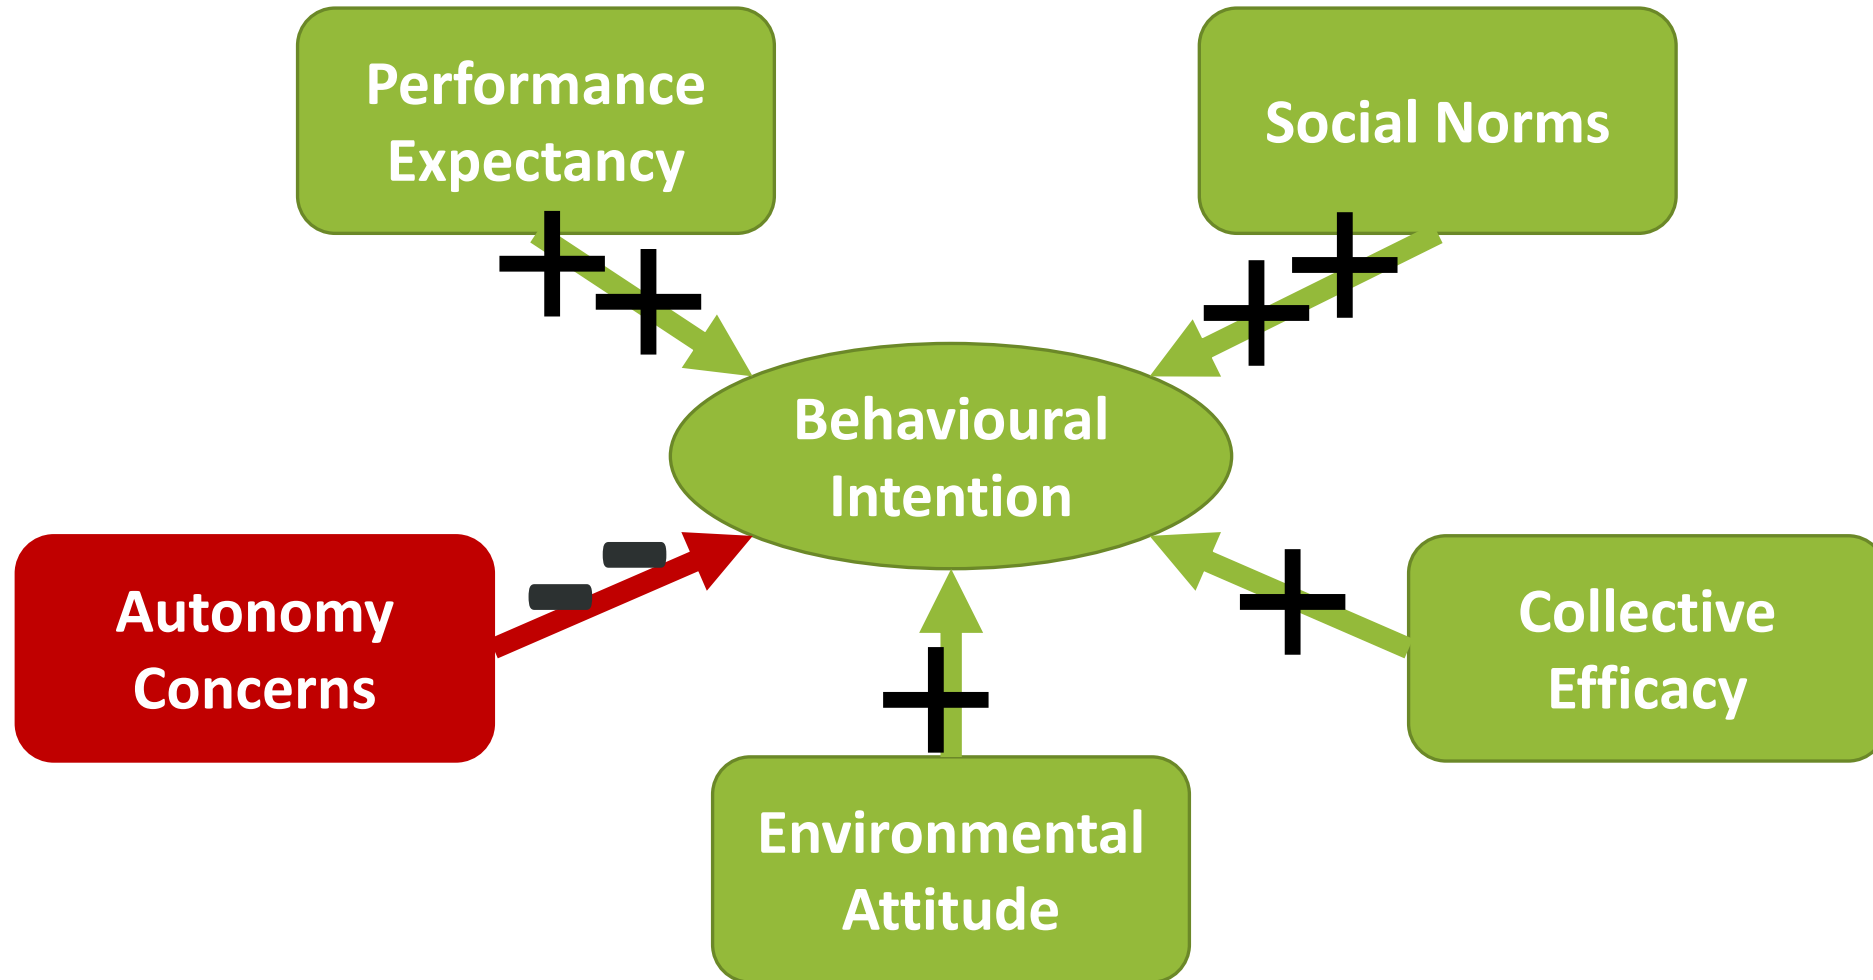 Performance
Expectancy
Social Norms
Behavioural
Intention
Autonomy
Concerns
Collective
Efficacy
Environmental
Attitude